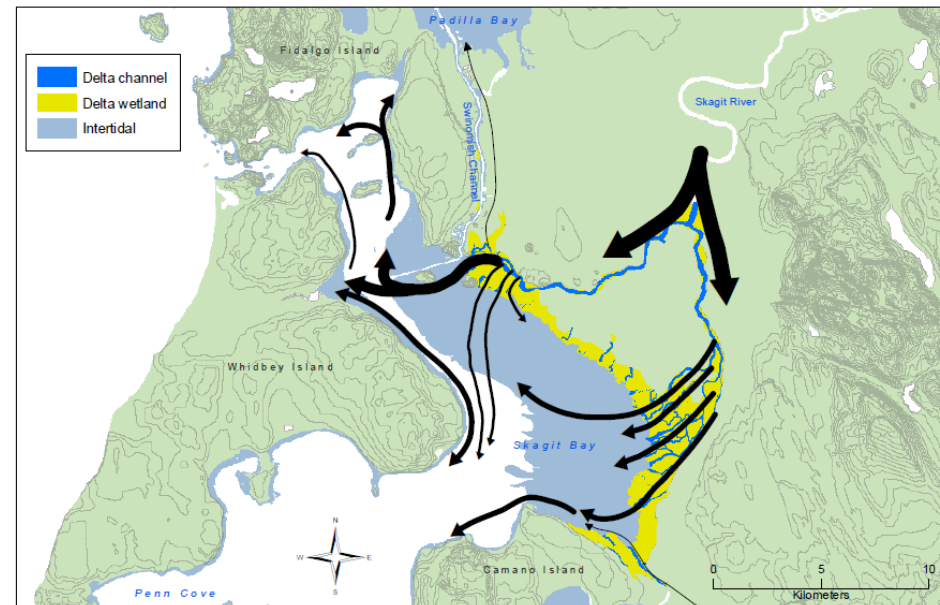 Padilla Bay
Fidalgo Island
Delta channel
Delta wetland
Intertidal
Skagit River
Swinomish Channel
Whidbey Island
Skagit Bay
N
W E
S
Camano Island
Penn Cove
0 5 10
Kilometers